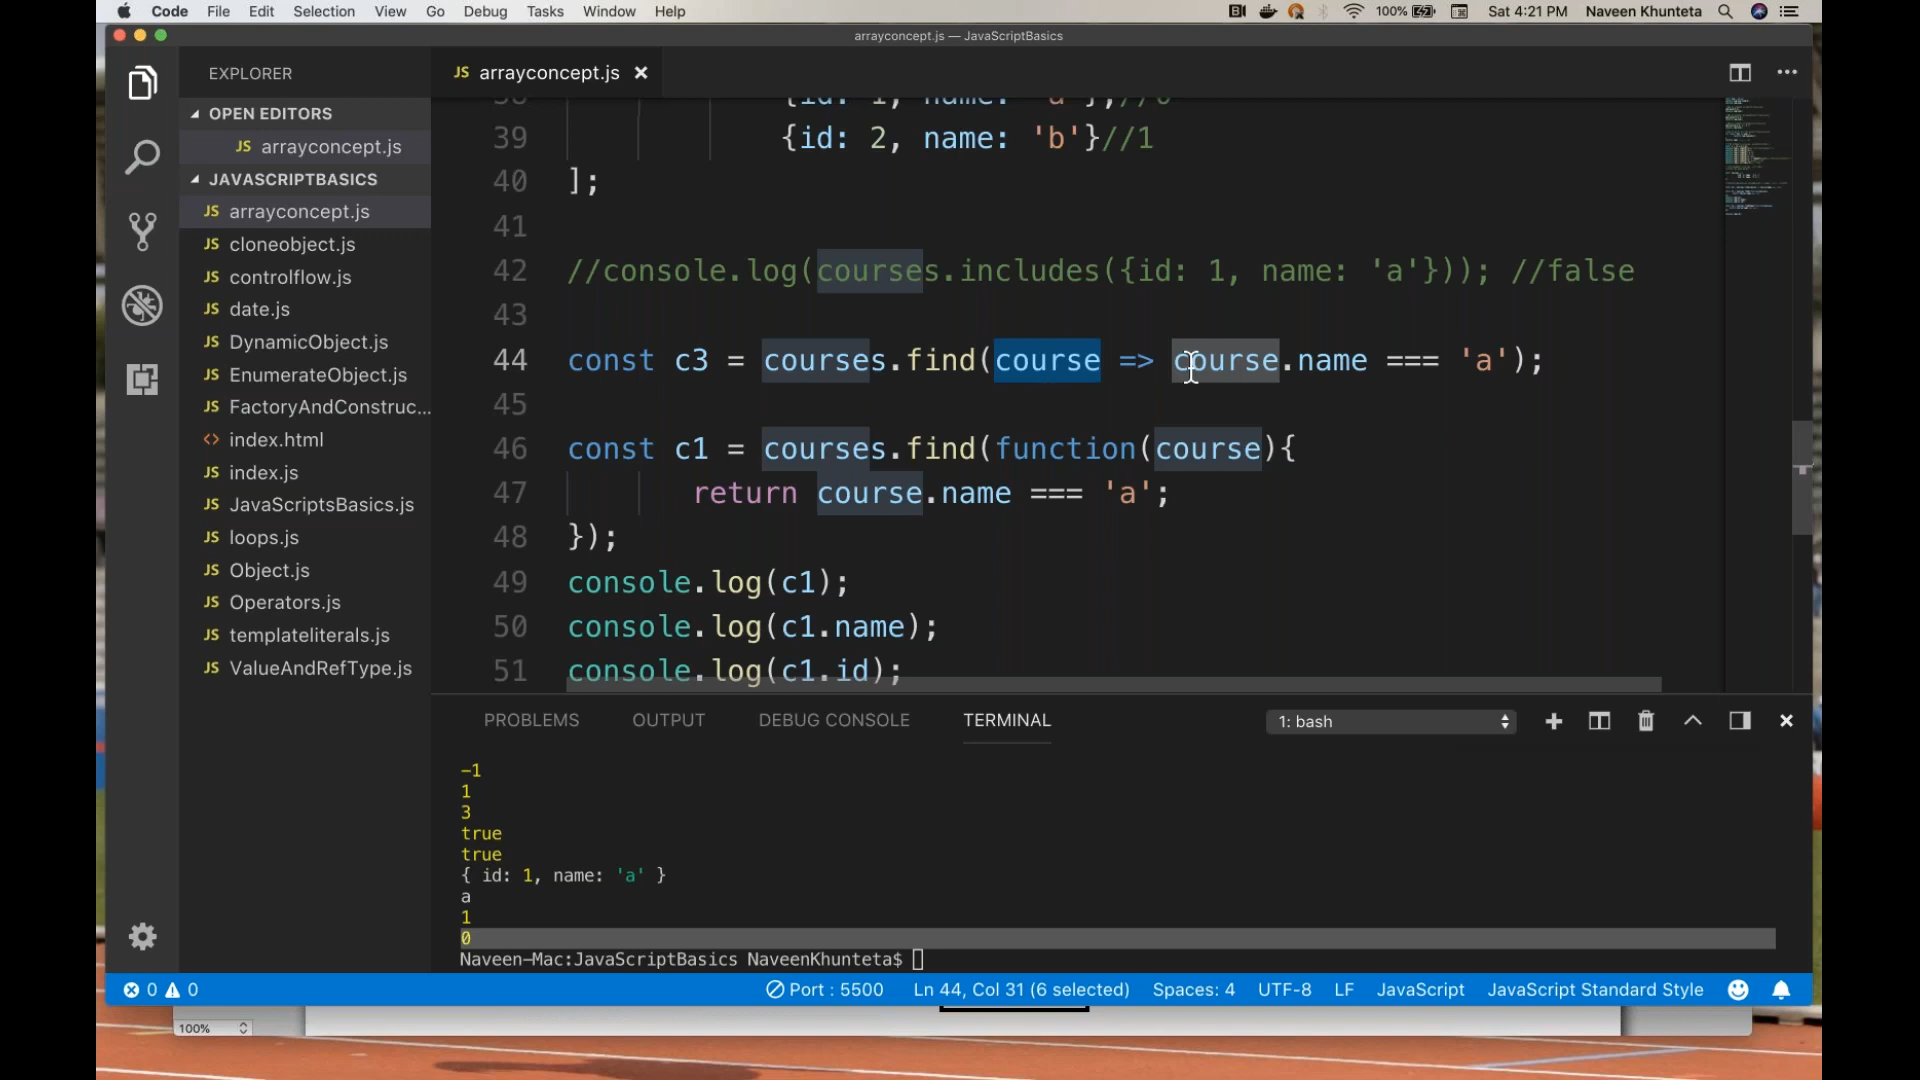 Code File Edit Selection View Go Debug Tasks Window Help 100% Sat 4:21 PM Naveen Khunteta
arrayconcept.js — JavaScriptBasics
EXPLORER
OPEN EDITORS
JS arrayconcept.js
JAVASCRIPTBASICS
JS arrayconcept.js
JS cloneobject.js
JS controlflow.js
JS date.js
JS DynamicObject.js
JS EnumerateObject.js
JS FactoryAndConstruc...
<> index.html
JS index.js
JS JavaScriptsBasics.js
JS loops.js
JS Object.js
JS Operators.js
JS templateliterals.js
JS ValueAndRefType.js
JS arrayconcept.js
39 {id: 2, name: 'b'}//1
40 ];
41
42 //console.log(courses.includes({id: 1, name: 'a'})); //false
43
44 const c3 = courses.find(course => course.name === 'a');
45
46 const c1 = courses.find(function(course){
47 return course.name === 'a';
48 });
49 console.log(c1);
50 console.log(c1.name);
51 console.log(c1.id);
PROBLEMS OUTPUT DEBUG CONSOLE TERMINAL 1: bash
-1
1
3
true
true
{ id: 1, name: 'a' }
a
1
0
Naveen-Mac:JavaScriptBasics NaveenKhunteta$
0 0 Port : 5500 Ln 44, Col 31 (6 selected) Spaces: 4 UTF-8 LF JavaScript JavaScript Standard Style
100%